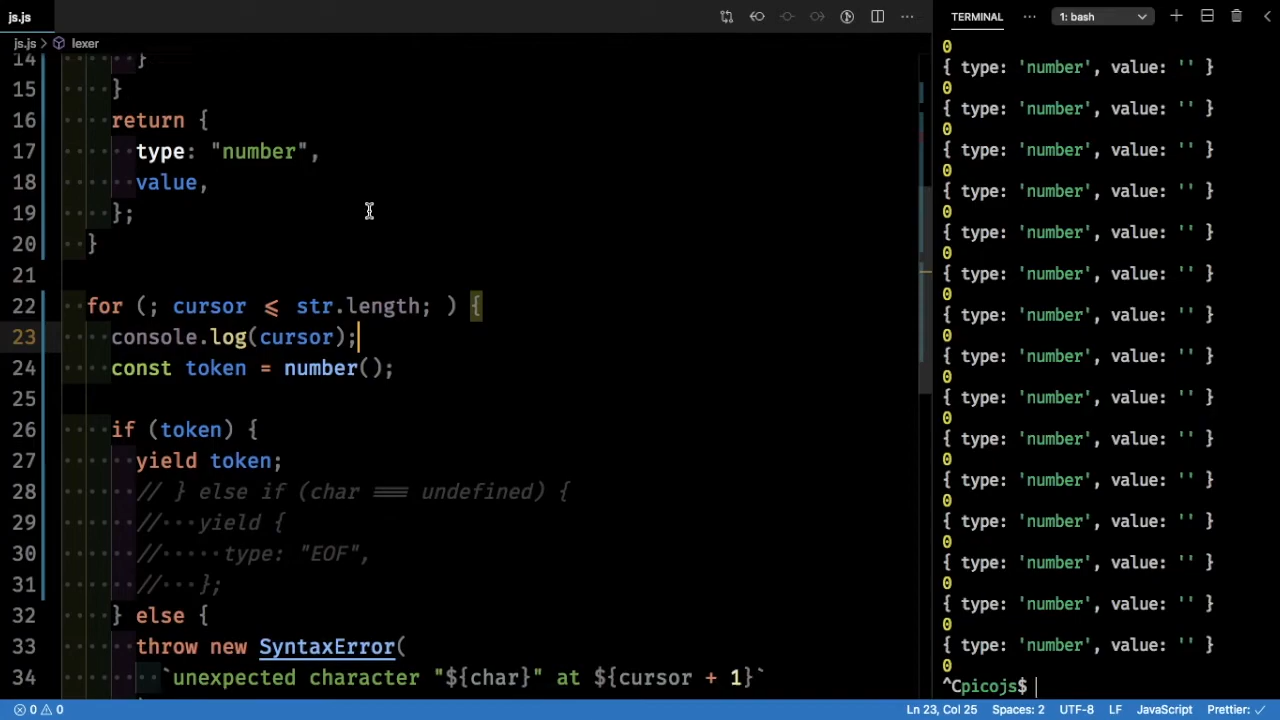 js.js
js.js > lexer
14 }
15 }
16 return {
17 type: "number",
18 value,
19 };
20 }
21
22 for (; cursor <= str.length; ) {
23 console.log(cursor);
24 const token = number();
25
26 if (token) {
27 yield token;
28 // } else if (char === undefined) {
29 // yield {
30 // type: "EOF",
31 // };
32 } else {
33 throw new SyntaxError(
34 `unexpected character "${char}" at ${cursor + 1}`
TERMINAL ··· 1: bash
0
{ type: 'number', value: '' }
0
{ type: 'number', value: '' }
0
{ type: 'number', value: '' }
0
{ type: 'number', value: '' }
0
{ type: 'number', value: '' }
0
{ type: 'number', value: '' }
0
{ type: 'number', value: '' }
0
{ type: 'number', value: '' }
0
{ type: 'number', value: '' }
0
{ type: 'number', value: '' }
0
{ type: 'number', value: '' }
0
{ type: 'number', value: '' }
0
{ type: 'number', value: '' }
0
{ type: 'number', value: '' }
0
{ type: 'number', value: '' }
0
^Cpicojs$
0 0 Ln 23, Col 25 Spaces: 2 UTF-8 LF JavaScript Prettier: ✓